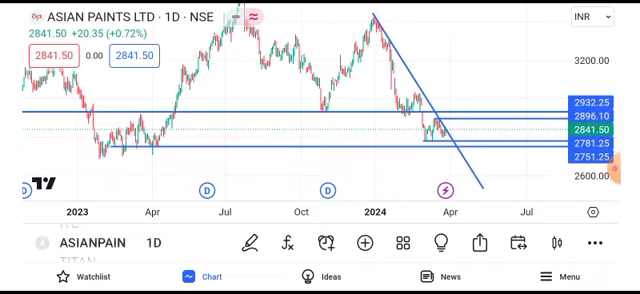 ASIAN PAINTS LTD · 1D · NSE
INR
2841.50 +20.35 (+0.72%)
2841.50 0.00 2841.50
3200.00
2932.25
2896.10
2841.50
2781.25
2751.25
2600.00
D D D
2023 Apr Jul Oct 2024 Apr Jul
ASIANPAIN 1D
TITAN
Watchlist Chart Ideas News Menu